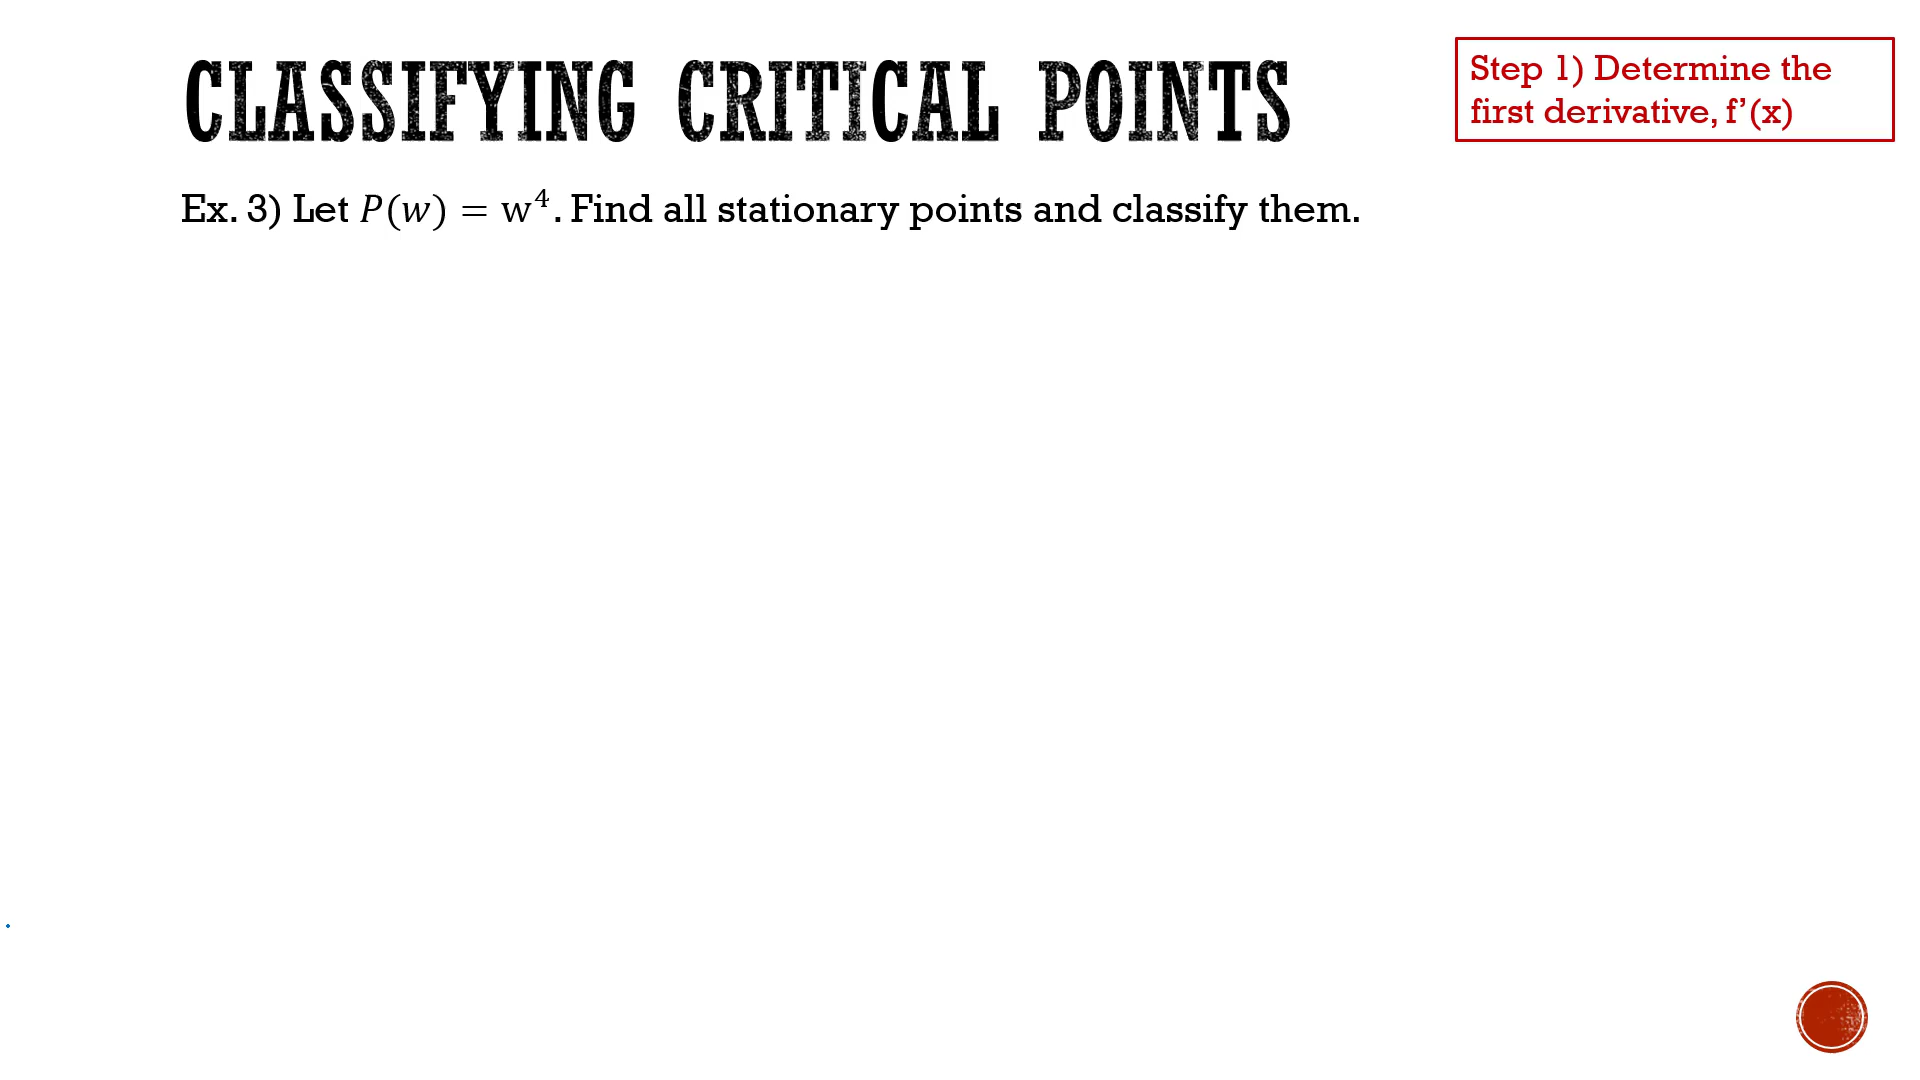 CLASSIFYING CRITICAL POINTS
Step 1) Determine the
first derivative, f’(x)
Ex. 3) Let P(w) = w⁴. Find all stationary points and classify them.